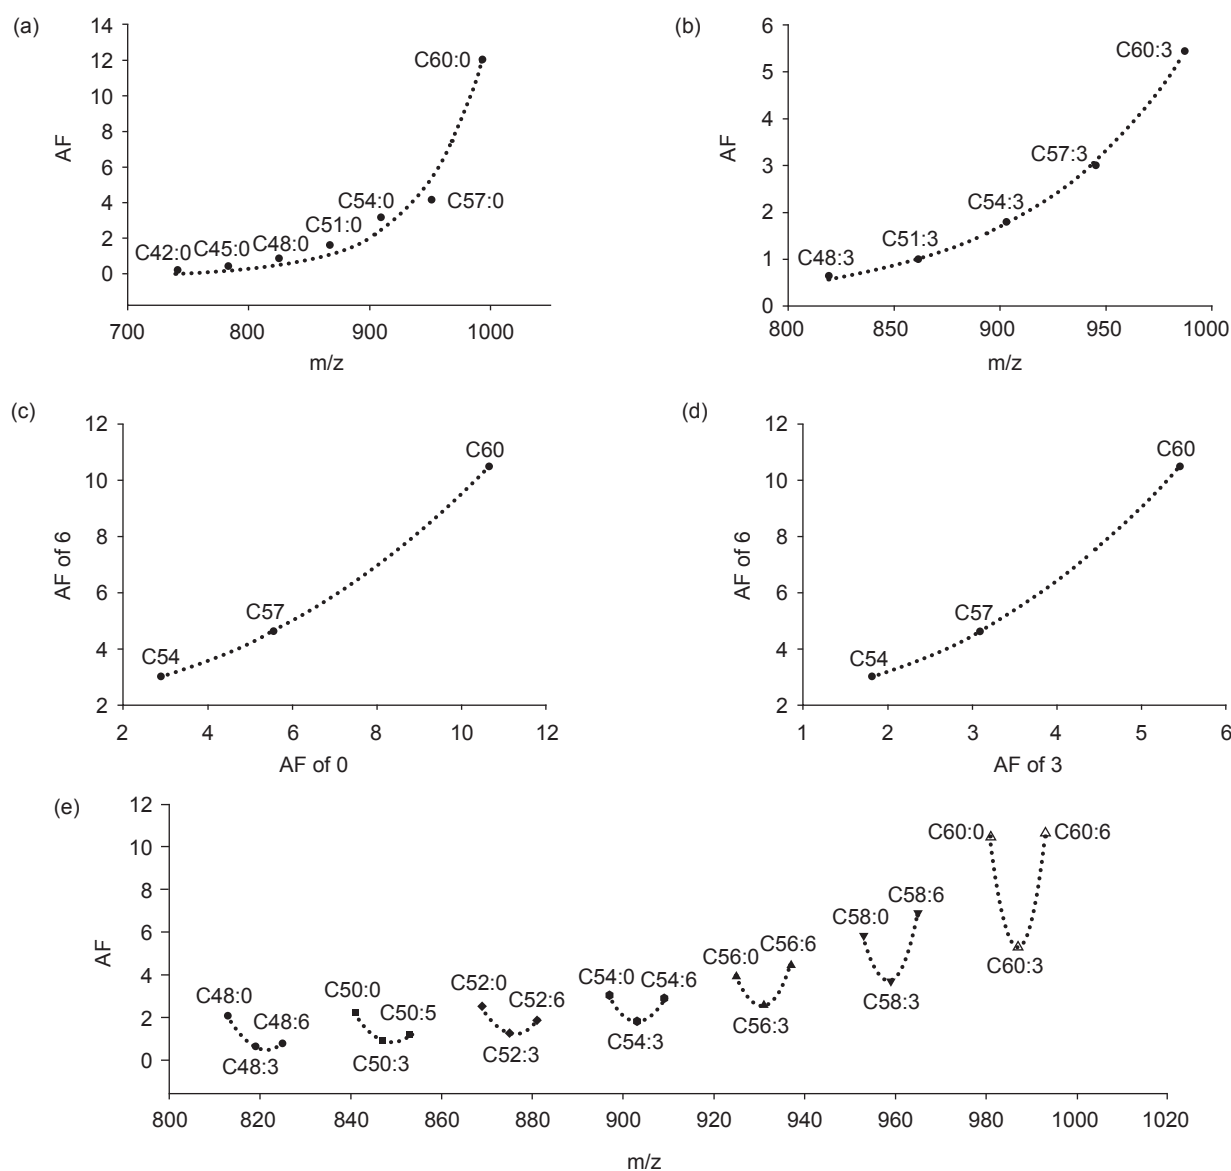 (a)
14
12
10
8
6
4
2
0
AF
C60:0
C57:0
C54:0
C51:0
C48:0
C45:0
C42:0
700 800 900 1000
m/z
(b)
6
5
4
3
2
1
0
AF
C60:3
C57:3
C54:3
C51:3
C48:3
800 850 900 950 1000
m/z
(c)
12
10
8
6
4
2
AF of 6
C60
C57
C54
2 4 6 8 10 12
AF of 0
(d)
12
10
8
6
4
2
AF of 6
C60
C57
C54
1 2 3 4 5 6
AF of 3
(e)
12
10
8
6
4
2
0
AF
C48:0
C48:6
C48:3
C50:0
C50:5
C50:3
C52:0
C52:6
C52:3
C54:0
C54:6
C54:3
C56:0
C56:6
C56:3
C58:0
C58:6
C58:3
C60:0
C60:6
C60:3
800 820 840 860 880 900 920 940 960 980 1000 1020
m/z